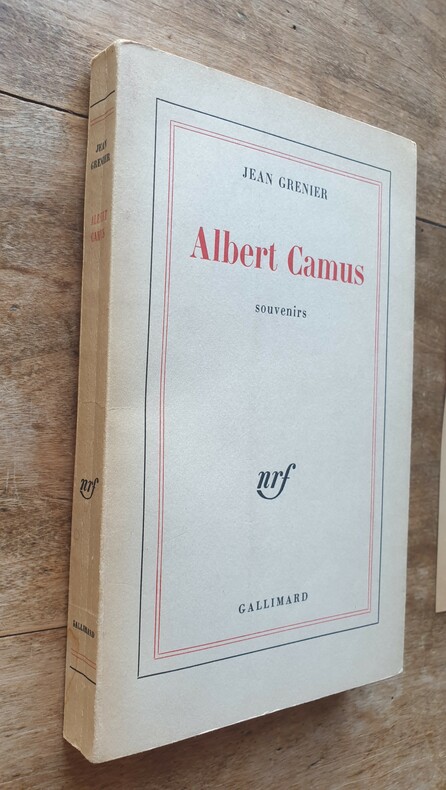 JEAN GRENIER
Albert Camus
souvenirs
nrf
GALLIMARD
JEAN
GRENIER
ALBERT
CAMUS
nrf
GALLIMARD